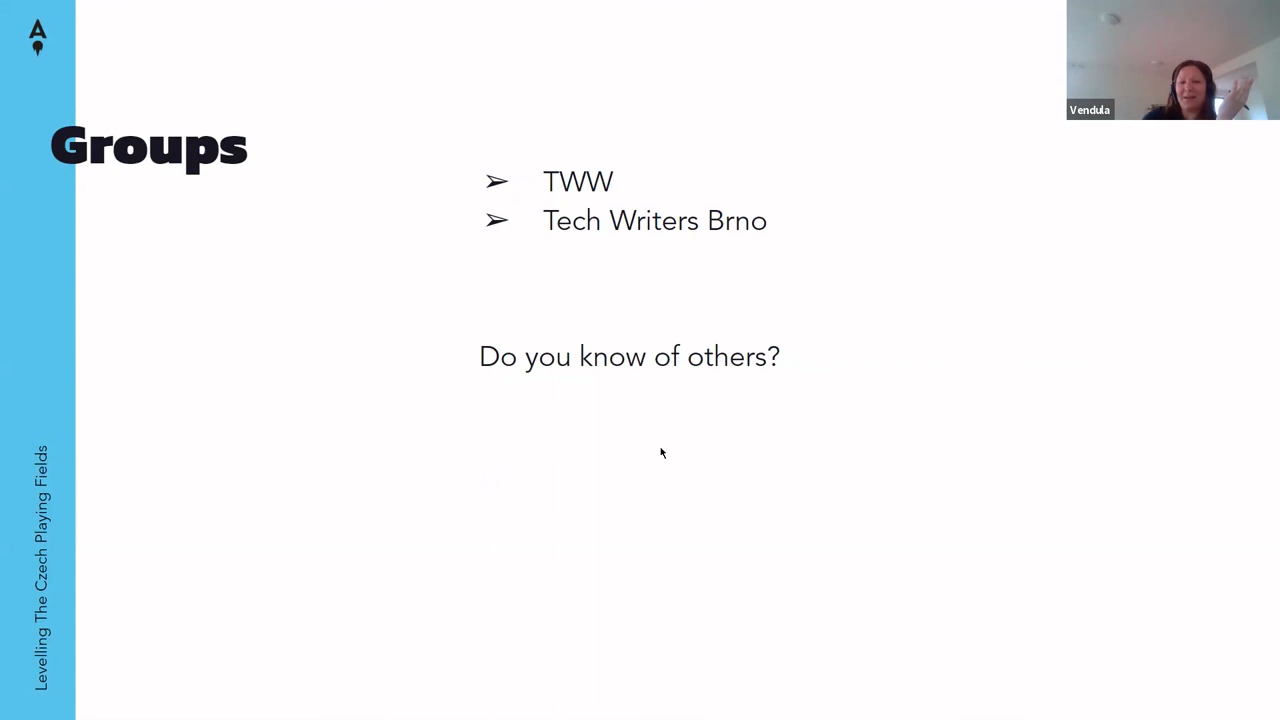 A
Groups
➢ TWW
➢ Tech Writers Brno
Do you know of others?
Levelling The Czech Playing Fields
Vendula